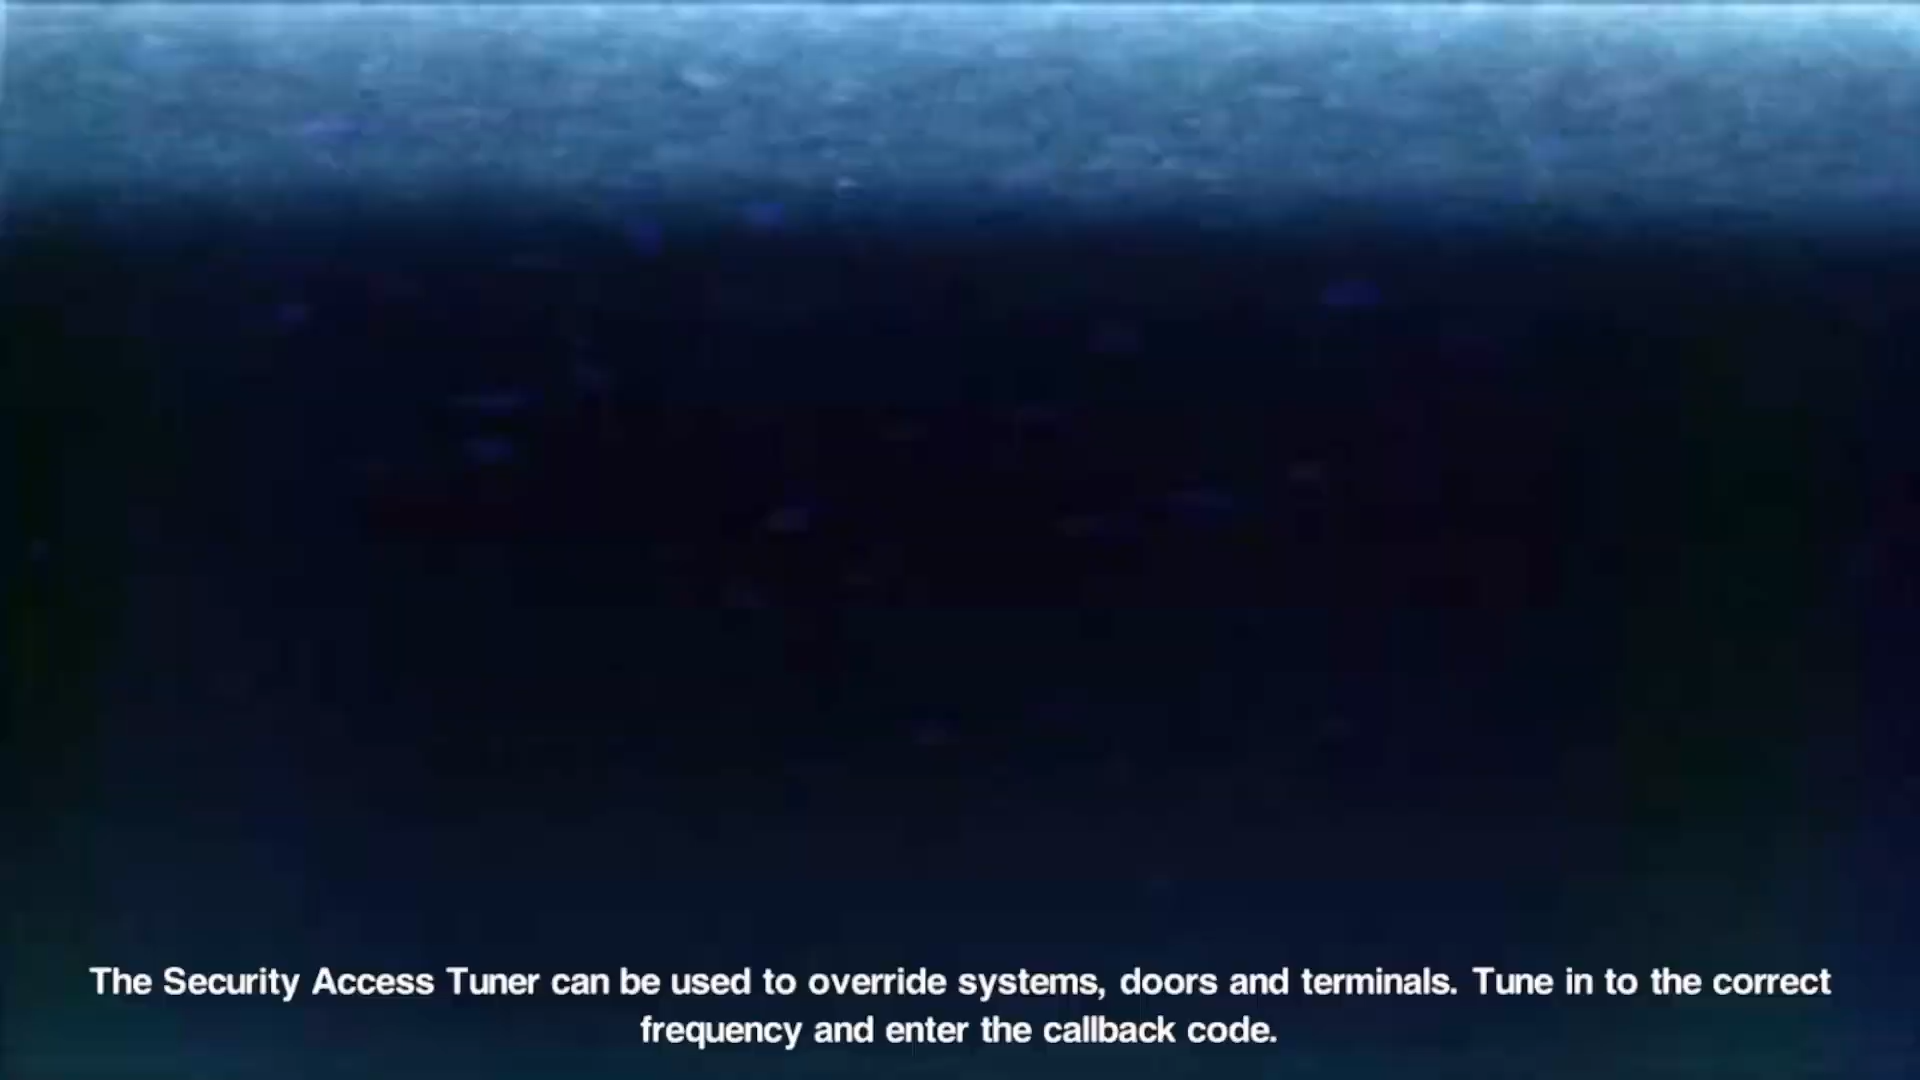 The Security Access Tuner can be used to override systems, doors and terminals. Tune in to the correct
frequency and enter the callback code.